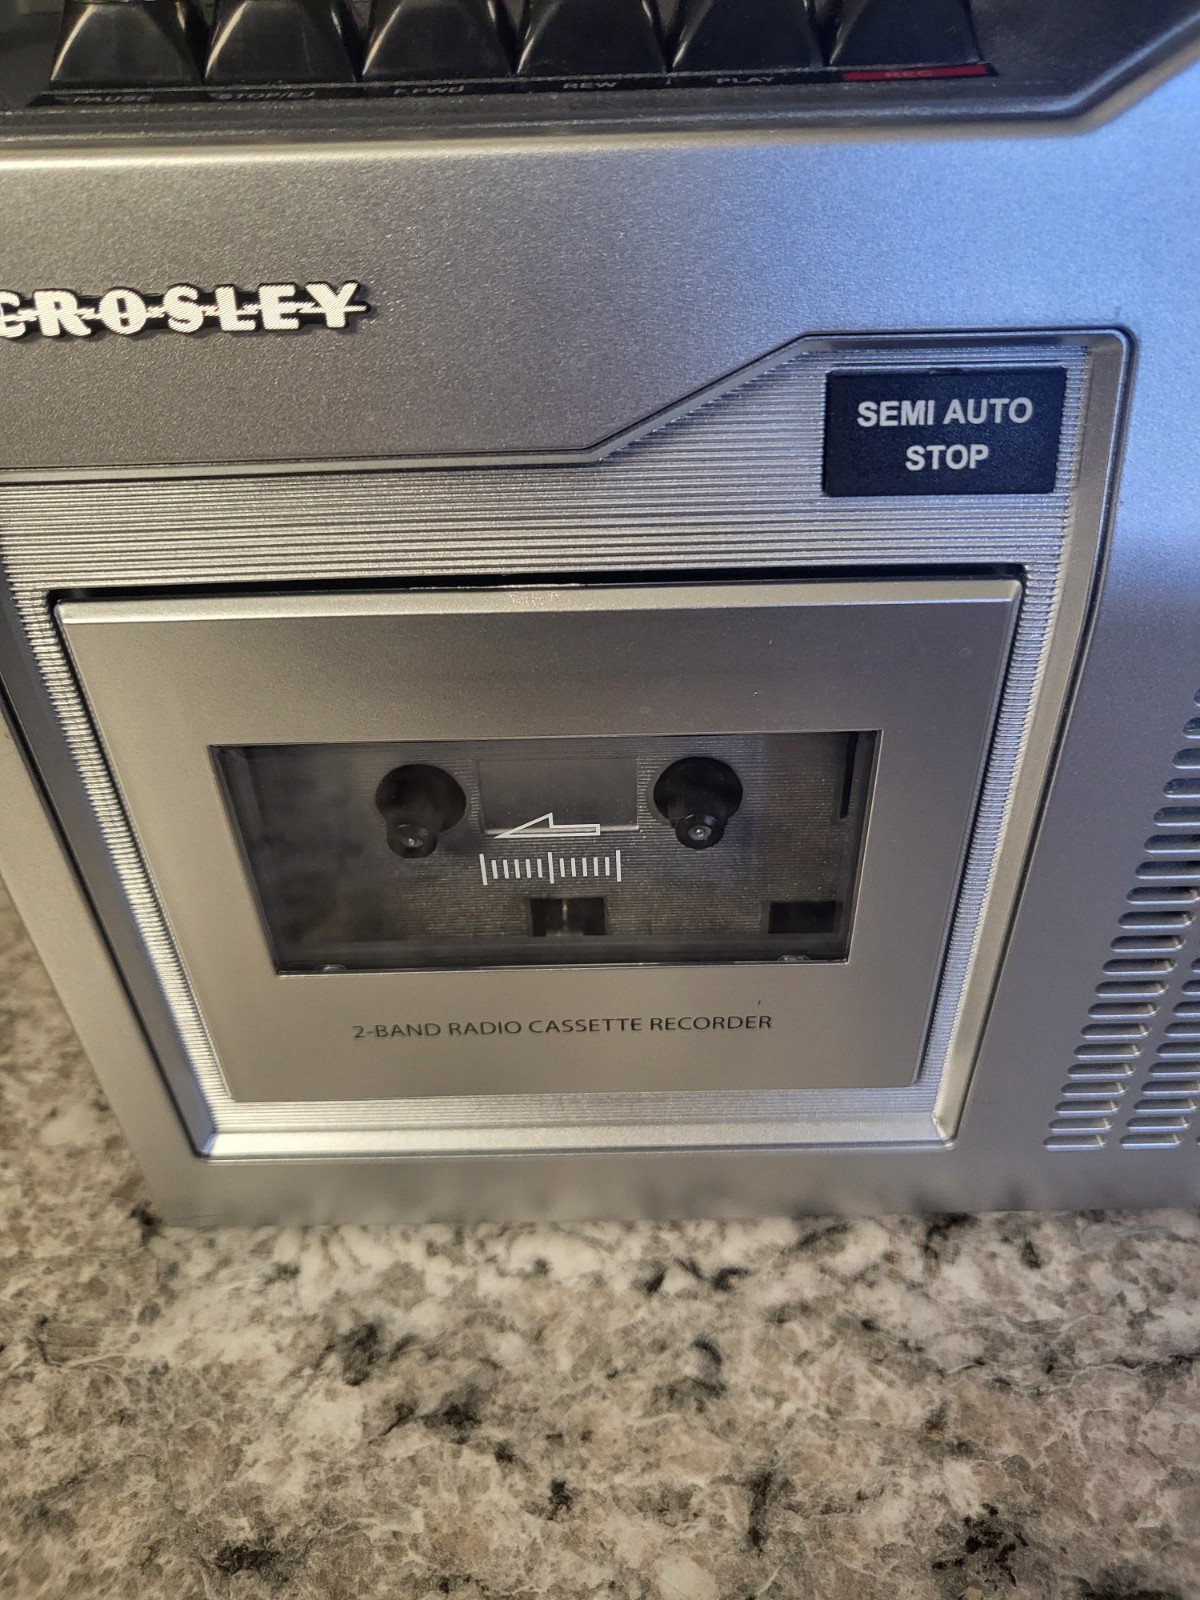 PAUSE STOP/EJ F.FWD REW PLAY REC
CROSLEY
SEMI AUTO
STOP
2-BAND RADIO CASSETTE RECORDER